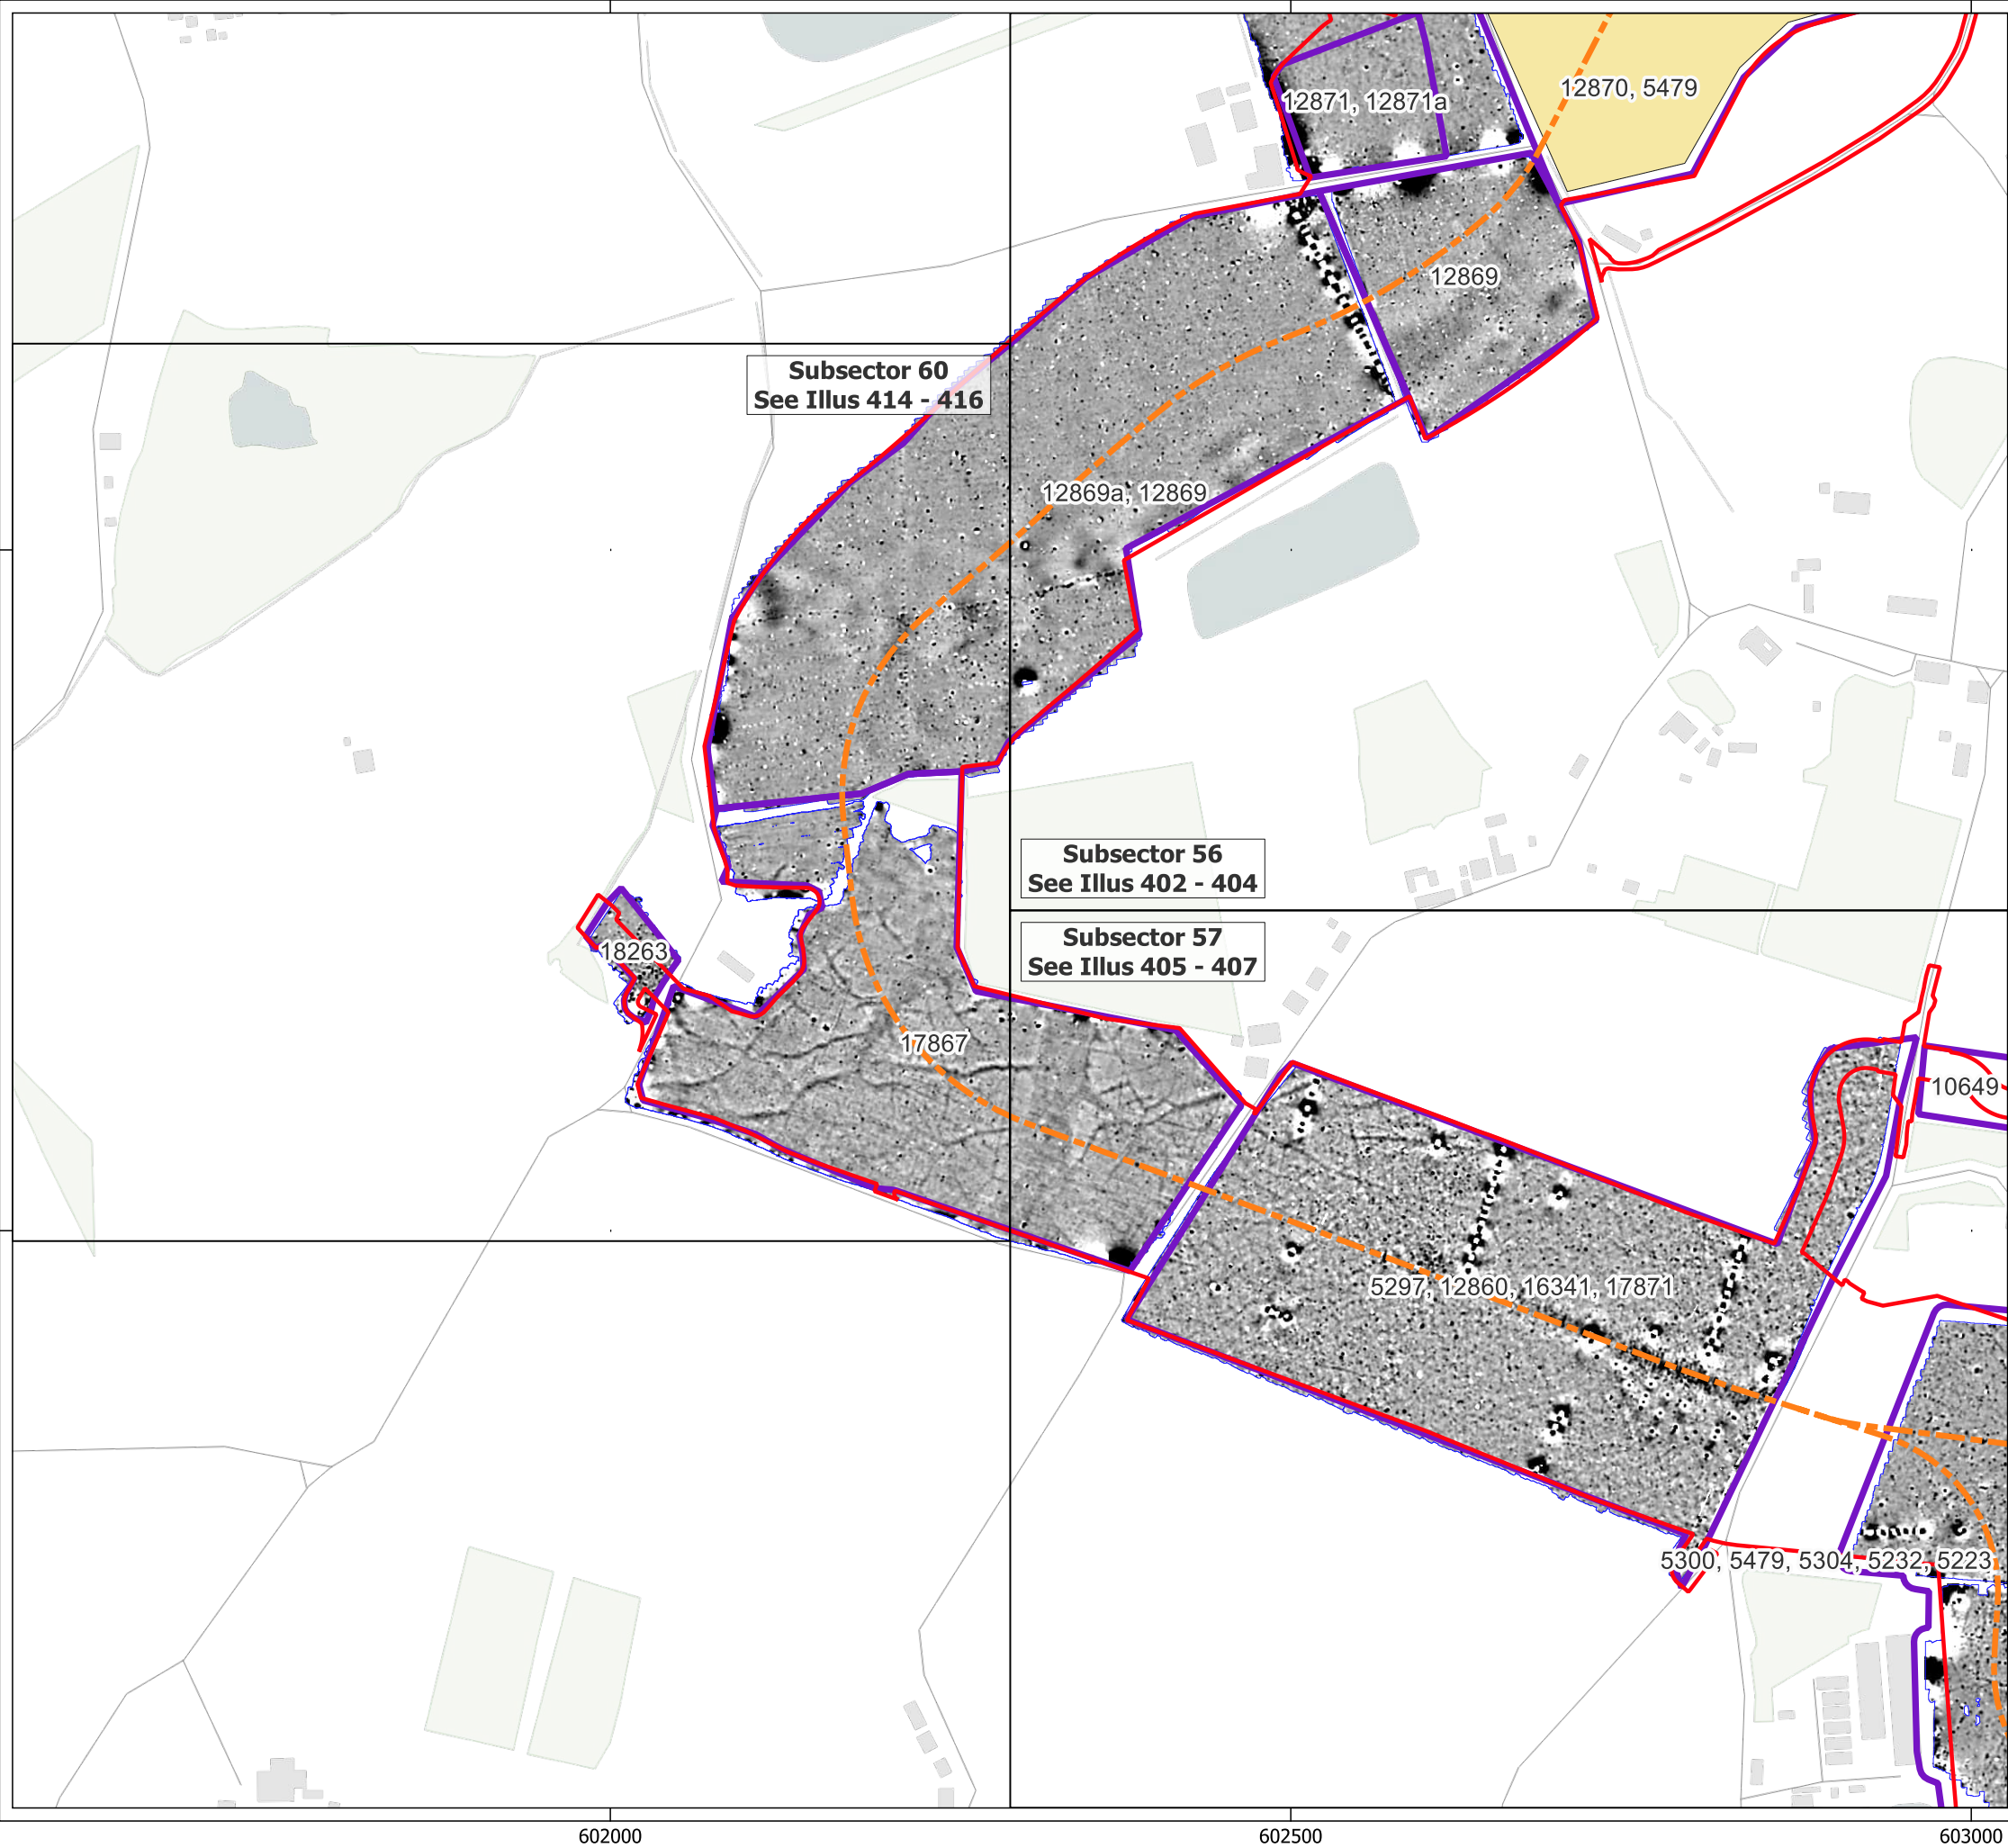 12870, 5479
12871, 12871a
12869
Subsector 60
See Illus 414 - 416
12869a, 12869
Subsector 56
See Illus 402 - 404
Subsector 57
See Illus 405 - 407
18263
17867
10649
5297, 12860, 16341, 17871
5300, 5479, 5304, 5232, 5223
602000
602500
603000